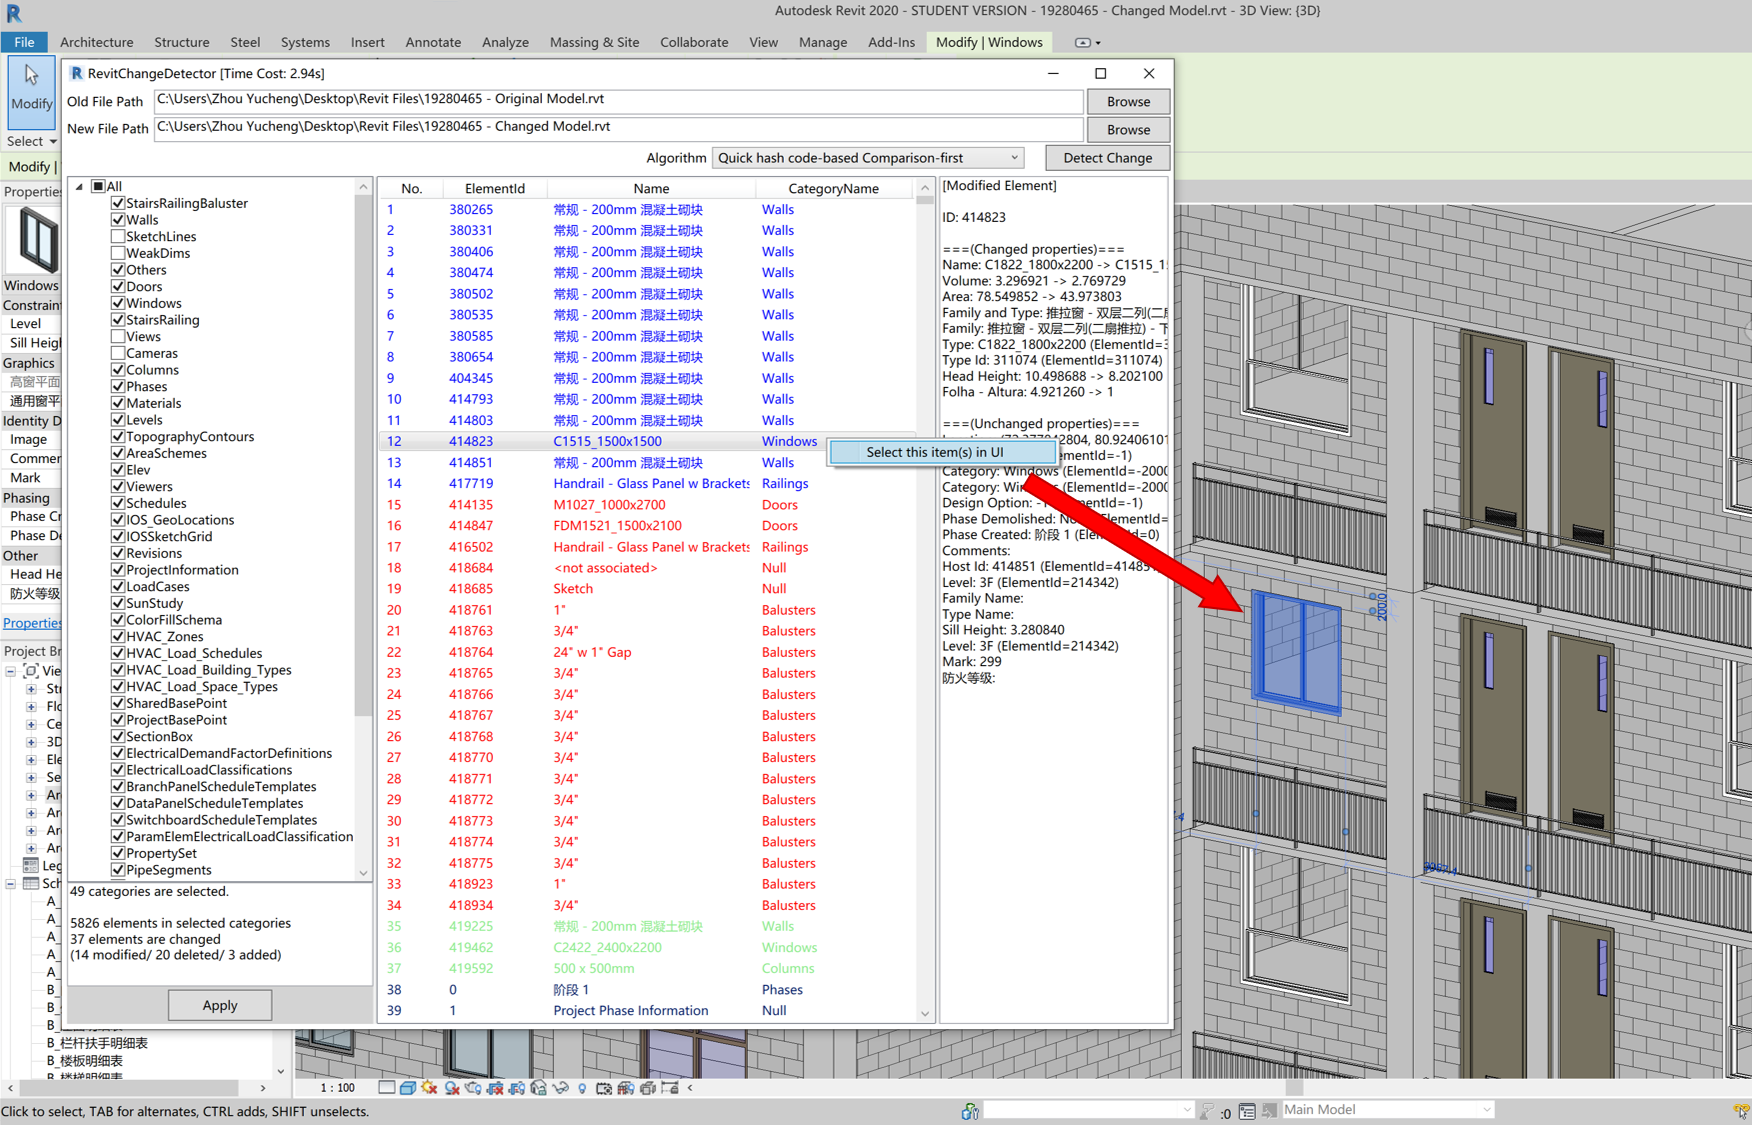 Autodesk Revit 2020 - STUDENT VERSION - 19280465 - Changed Model.rvt - 3D View: {3D}
File Architecture Structure Steel Systems Insert Annotate Analyze Massing & Site Collaborate View Manage Add-Ins Modify | Windows
RevitChangeDetector [Time Cost: 2.94s]
Old File Path C:\Users\Zhou Yucheng\Desktop\Revit Files\19280465 - Original Model.rvt Browse
New File Path C:\Users\Zhou Yucheng\Desktop\Revit Files\19280465 - Changed Model.rvt Browse
Algorithm Quick hash code-based Comparison-first Detect Change
Modify
Select
Modify |
Properties
Windows
Constraint
Level
Sill Heigh
Graphics
高窗平面
通用窗平
Identity D
Image
Commer
Mark
Phasing
Phase Cr
Phase De
Other
Head He
防火等级
Properties
Project Br
Vie
Str
Flo
Ce
3D
Ele
Se
Ar
Ar
Ar
Ar
Leg
Sch
A_
A_
A_
A_
A_
B_
B_
B_
B_栏杆扶手明细表
B_楼板明细表
All
StairsRailingBaluster
Walls
SketchLines
WeakDims
Others
Doors
Windows
StairsRailing
Views
Cameras
Columns
Phases
Materials
Levels
TopographyContours
AreaSchemes
Elev
Viewers
Schedules
IOS_GeoLocations
IOSSketchGrid
Revisions
ProjectInformation
LoadCases
SunStudy
ColorFillSchema
HVAC_Zones
HVAC_Load_Schedules
HVAC_Load_Building_Types
HVAC_Load_Space_Types
SharedBasePoint
ProjectBasePoint
SectionBox
ElectricalDemandFactorDefinitions
ElectricalLoadClassifications
BranchPanelScheduleTemplates
DataPanelScheduleTemplates
SwitchboardScheduleTemplates
ParamElemElectricalLoadClassification
PropertySet
PipeSegments
49 categories are selected.
5826 elements in selected categories
37 elements are changed
(14 modified/ 20 deleted/ 3 added)
Apply
No. ElementId Name CategoryName
1 380265 常规 - 200mm 混凝土砌块 Walls
2 380331 常规 - 200mm 混凝土砌块 Walls
3 380406 常规 - 200mm 混凝土砌块 Walls
4 380474 常规 - 200mm 混凝土砌块 Walls
5 380502 常规 - 200mm 混凝土砌块 Walls
6 380535 常规 - 200mm 混凝土砌块 Walls
7 380585 常规 - 200mm 混凝土砌块 Walls
8 380654 常规 - 200mm 混凝土砌块 Walls
9 404345 常规 - 200mm 混凝土砌块 Walls
10 414793 常规 - 200mm 混凝土砌块 Walls
11 414803 常规 - 200mm 混凝土砌块 Walls
12 414823 C1515_1500x1500 Windows
13 414851 常规 - 200mm 混凝土砌块 Walls
14 417719 Handrail - Glass Panel w Brackets Railings
15 414135 M1027_1000x2700 Doors
16 414847 FDM1521_1500x2100 Doors
17 416502 Handrail - Glass Panel w Brackets Railings
18 418684 <not associated> Null
19 418685 Sketch Null
20 418761 1" Balusters
21 418763 3/4" Balusters
22 418764 24" w 1" Gap Balusters
23 418765 3/4" Balusters
24 418766 3/4" Balusters
25 418767 3/4" Balusters
26 418768 3/4" Balusters
27 418770 3/4" Balusters
28 418771 3/4" Balusters
29 418772 3/4" Balusters
30 418773 3/4" Balusters
31 418774 3/4" Balusters
32 418775 3/4" Balusters
33 418923 1" Balusters
34 418934 3/4" Balusters
35 419225 常规 - 200mm 混凝土砌块 Walls
36 419462 C2422_2400x2200 Windows
37 419592 500 x 500mm Columns
38 0 阶段 1 Phases
39 1 Project Phase Information Null
Select this item(s) in UI
[Modified Element]
ID: 414823
===(Changed properties)===
Name: C1822_1800x2200 -> C1515_1
Volume: 3.296921 -> 2.769729
Area: 78.549852 -> 43.973803
Family and Type: 推拉窗 - 双层二列(二
Family: 推拉窗 - 双层二列(二扇推拉) - 下
Type: C1822_1800x2200 (ElementId=3
Type Id: 311074 (ElementId=311074)
Head Height: 10.498688 -> 8.202100
Folha - Altura: 4.921260 -> 1
===(Unchanged properties)===
80.92406101
ementId=-1)
Category: Windows (ElementId=-2000
Category: Win (ElementId=-2000
Design Option: -1 ElementId=-1)
Phase Demolished: No ElementId=
Phase Created: 阶段 1 (Elem Id=0)
Comments:
Host Id: 414851 (ElementId=41485
Level: 3F (ElementId=214342)
Family Name:
Type Name:
Sill Height: 3.280840
Level: 3F (ElementId=214342)
Mark: 299
防火等级:
200.0
1 : 100
Click to select, TAB for alternates, CTRL adds, SHIFT unselects.
:0
Main Model